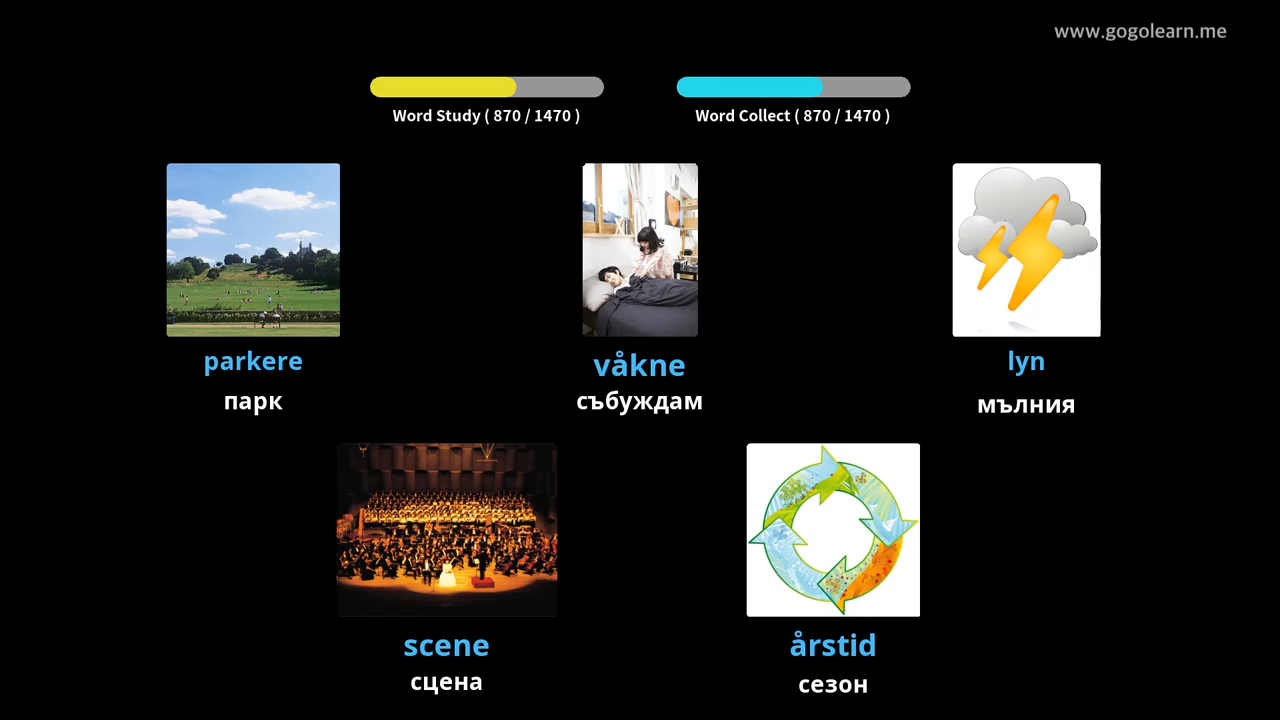 www.gogolearn.me
Word Study ( 870 / 1470 )
Word Collect ( 870 / 1470 )
parkere
парк
våkne
събуждам
lyn
мълния
scene
сцена
årstid
сезон